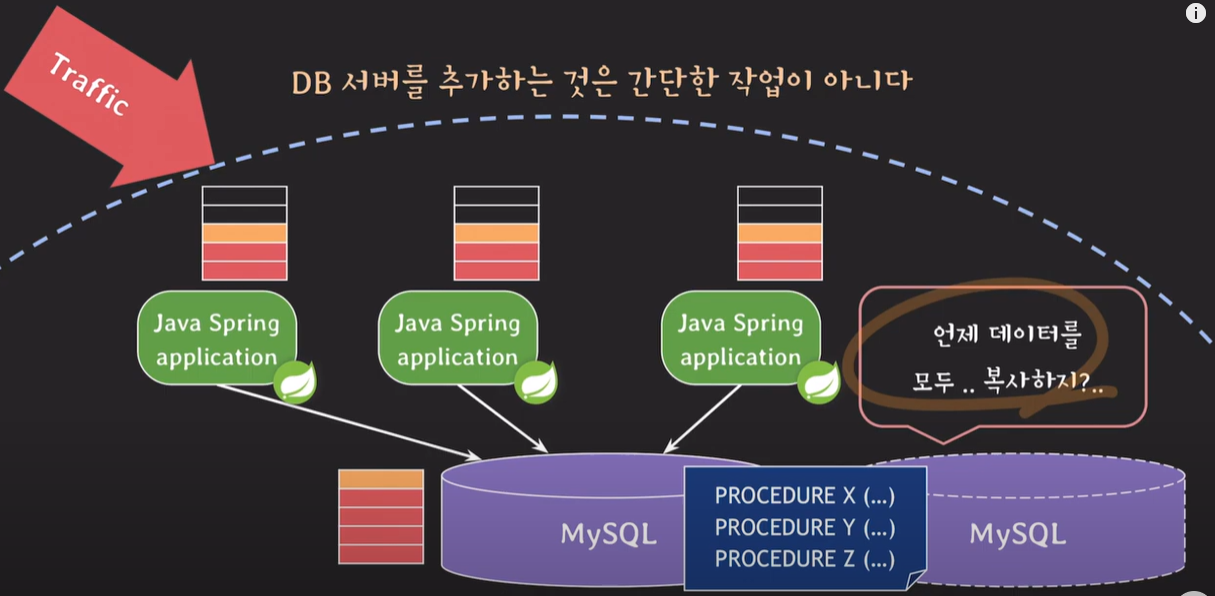 Traffic
DB 서버를 추가하는 것은 간단한 작업이 아니다
Java Spring
application
Java Spring
application
Java Spring
application
언제 데이터를
모두 .. 복사하지?..
MySQL
PROCEDURE X (...)
PROCEDURE Y (...)
PROCEDURE Z (...)
MySQL